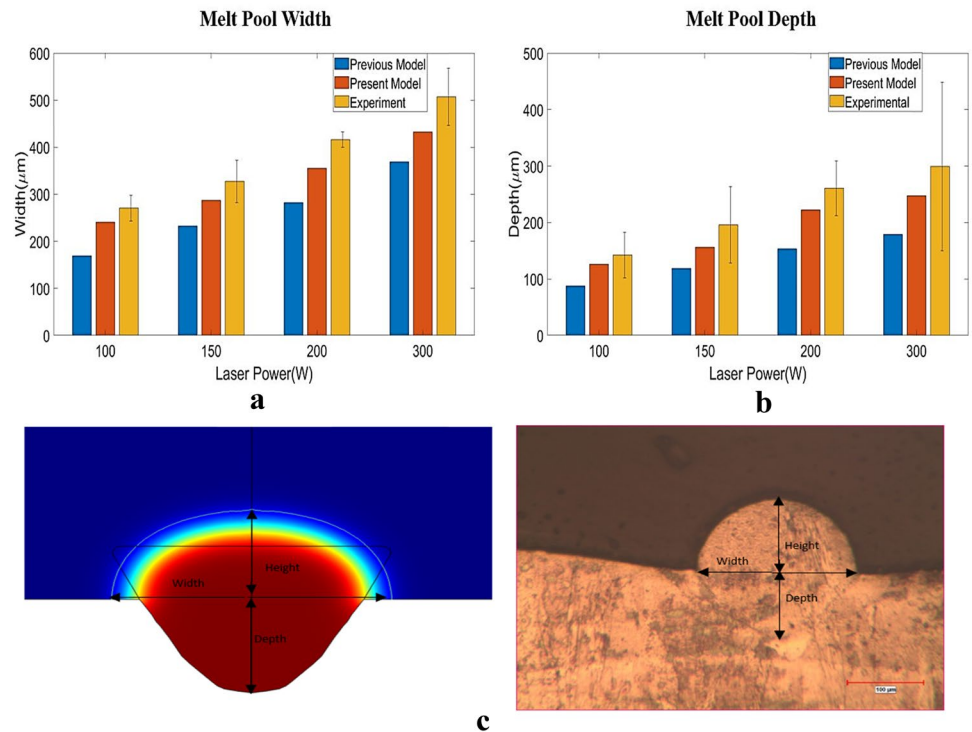 Melt Pool Width
600
500
400
300
200
100
0
Width(μm)
Previous Model
Present Model
Experiment
100 150 200 300
Laser Power(W)
a
Melt Pool Depth
500
400
300
200
100
0
Depth(μm)
Previous Model
Present Model
Experimental
100 150 200 300
Laser Power(W)
b
Height
Width
Depth
Height
Width
Depth
100 μm
c